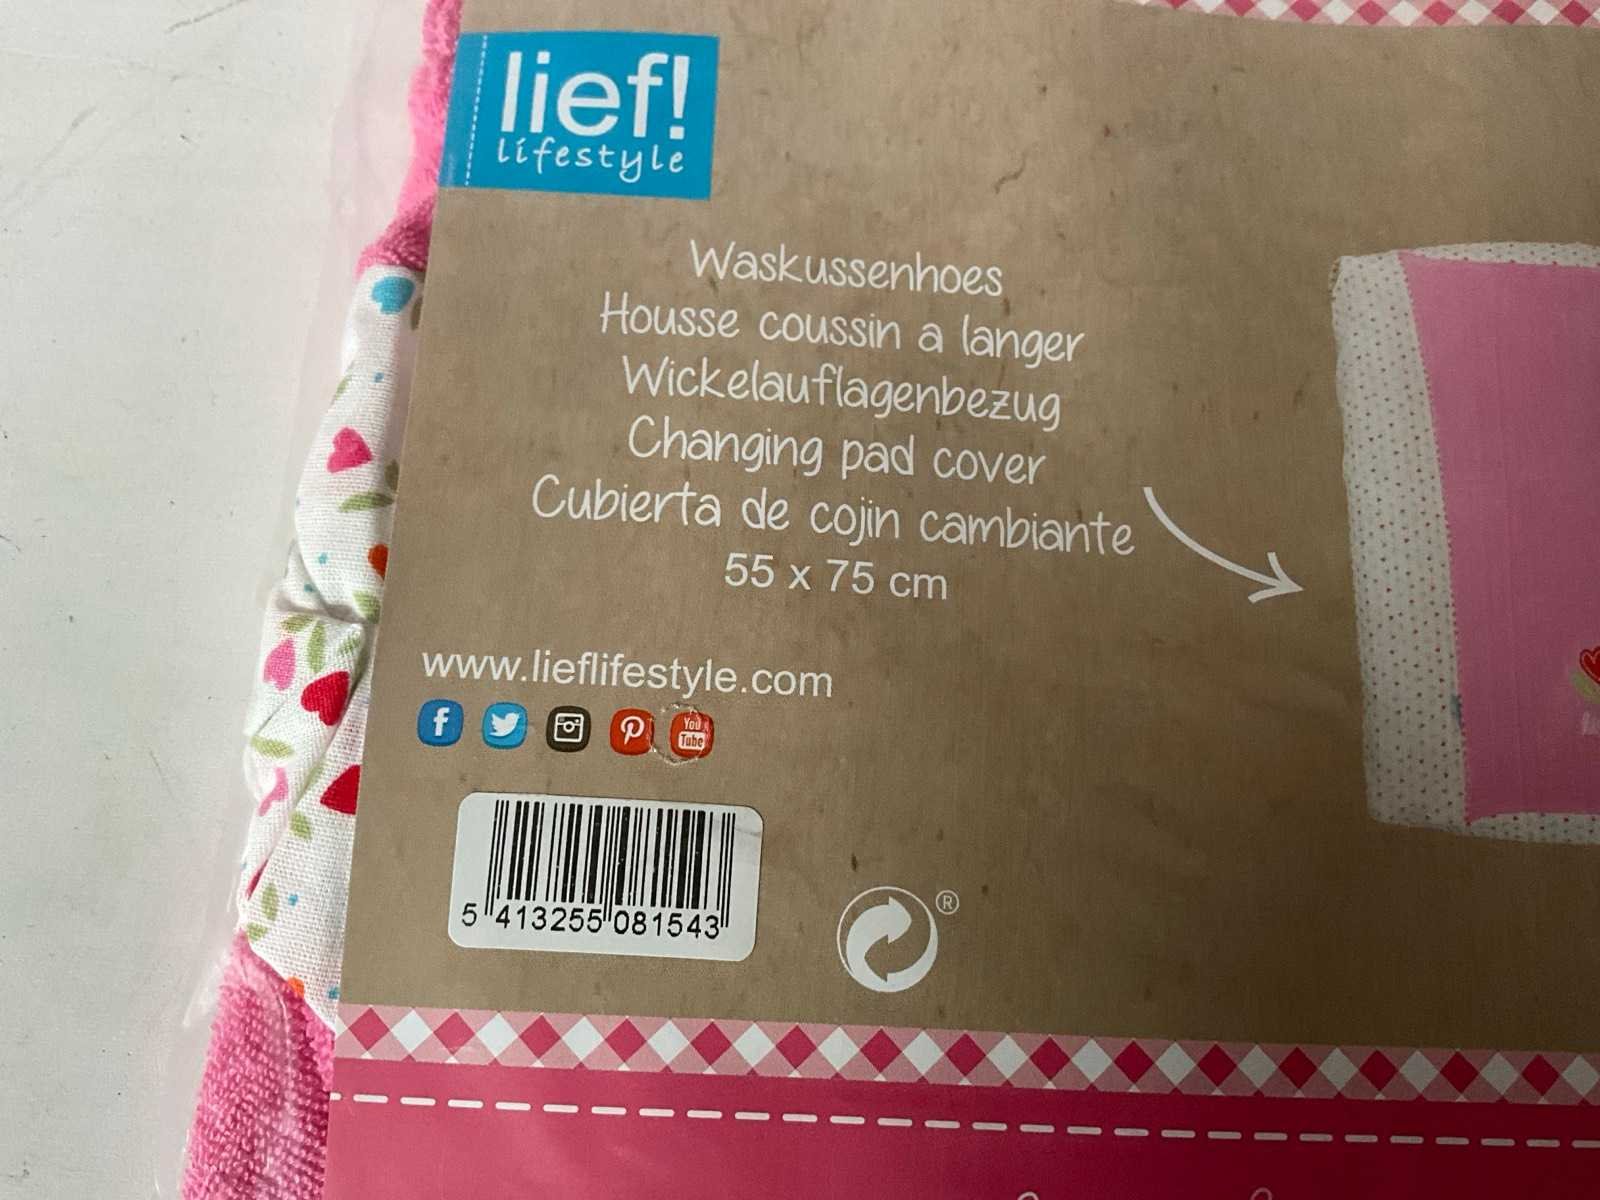 lief!
lifestyle
Waskussenhoes
Housse coussin a langer
Wickelauflagenbezug
Changing pad cover
Cubierta de cojin cambiante
55 x 75 cm
www.lieflifestyle.com
You
Tube
5 413255 081543
®